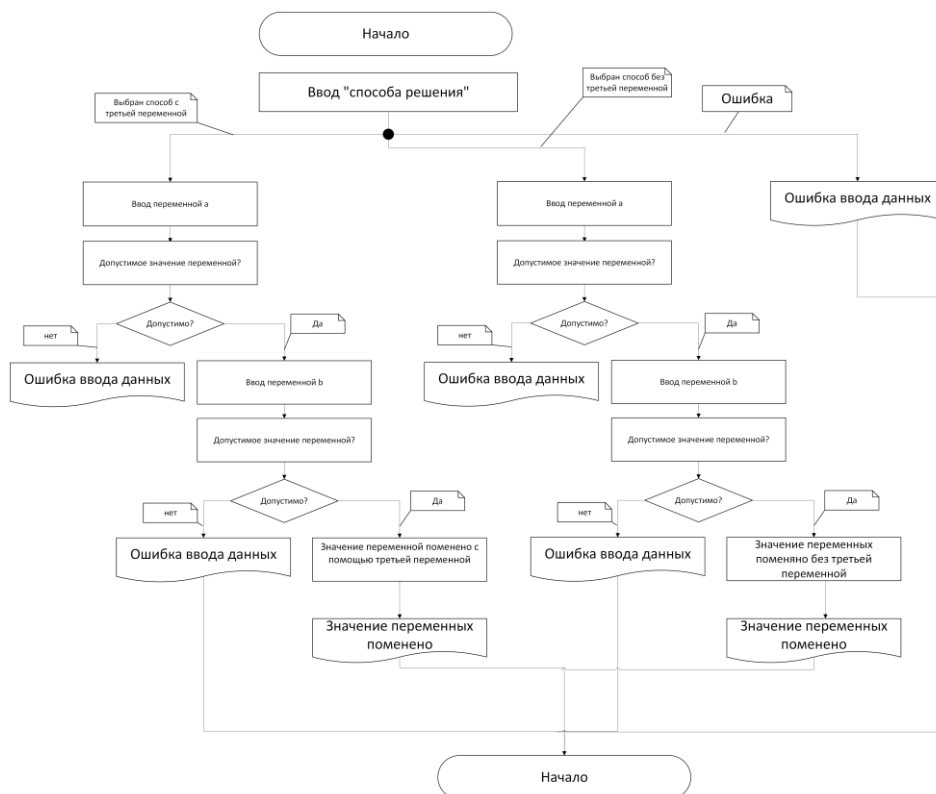 Начало
Ввод "способа решения"
Выбран способ с
третьей переменной
Выбран способ без
третьей переменной
Ошибка
Ввод переменной a
Ввод переменной a
Ошибка ввода данных
Допустимое значение переменной?
Допустимое значение переменной?
нет
Допустимо?
Да
нет
Допустимо?
Да
Ошибка ввода данных
Ввод переменной b
Ошибка ввода данных
Ввод переменной b
Допустимое значение переменной?
Допустимое значение переменной?
нет
Допустимо?
Да
нет
Допустимо?
Да
Ошибка ввода данных
Значение переменной поменено с
помощью третьей переменной
Ошибка ввода данных
Значение переменных
поменяно без третьей
переменной
Значение переменных
поменено
Значение переменных
поменено
Начало